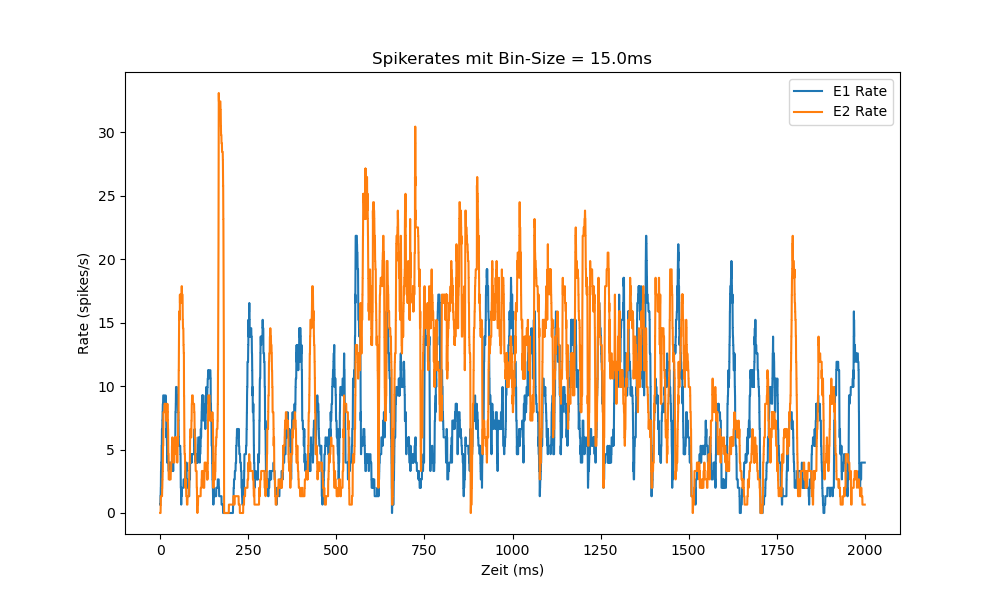 Spikerates mit Bin-Size = 15.0ms
E1 Rate
E2 Rate
Rate (spikes/s)
30
25
20
15
10
5
0
0 250 500 750 1000 1250 1500 1750 2000
Zeit (ms)